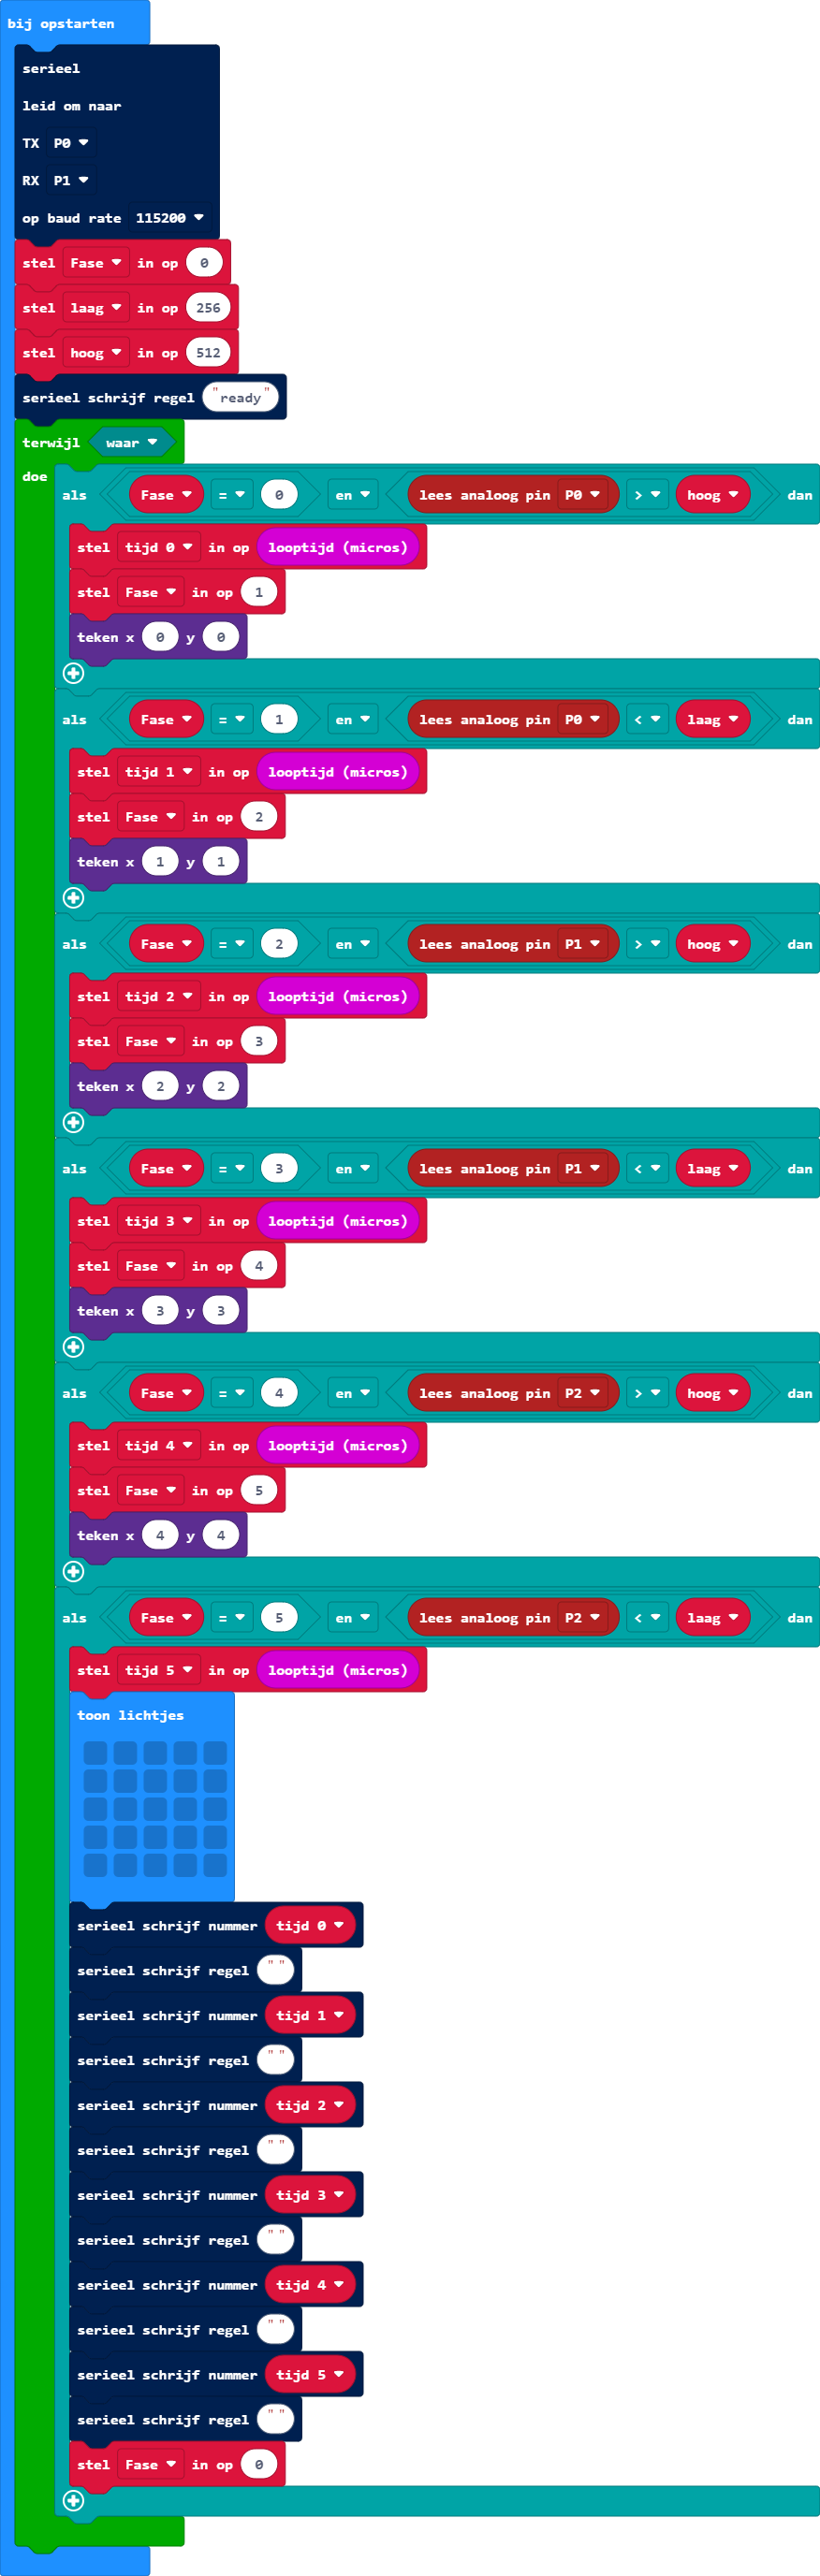 bij opstarten
serieel
leid om naar
TX P0
RX P1
op baud rate 115200
stel Fase in op 0
stel laag in op 256
stel hoog in op 512
serieel schrijf regel "ready"
terwijl waar
doe
als Fase = 0 en lees analoog pin P0 > hoog dan
stel tijd 0 in op looptijd (micros)
stel Fase in op 1
teken x 0 y 0
als Fase = 1 en lees analoog pin P0 < laag dan
stel tijd 1 in op looptijd (micros)
stel Fase in op 2
teken x 1 y 1
als Fase = 2 en lees analoog pin P1 > hoog dan
stel tijd 2 in op looptijd (micros)
stel Fase in op 3
teken x 2 y 2
als Fase = 3 en lees analoog pin P1 < laag dan
stel tijd 3 in op looptijd (micros)
stel Fase in op 4
teken x 3 y 3
als Fase = 4 en lees analoog pin P2 > hoog dan
stel tijd 4 in op looptijd (micros)
stel Fase in op 5
teken x 4 y 4
als Fase = 5 en lees analoog pin P2 < laag dan
stel tijd 5 in op looptijd (micros)
toon lichtjes
serieel schrijf nummer tijd 0
serieel schrijf regel " "
serieel schrijf nummer tijd 1
serieel schrijf regel " "
serieel schrijf nummer tijd 2
serieel schrijf regel " "
serieel schrijf nummer tijd 3
serieel schrijf regel " "
serieel schrijf nummer tijd 4
serieel schrijf regel " "
serieel schrijf nummer tijd 5
serieel schrijf regel " "
stel Fase in op 0